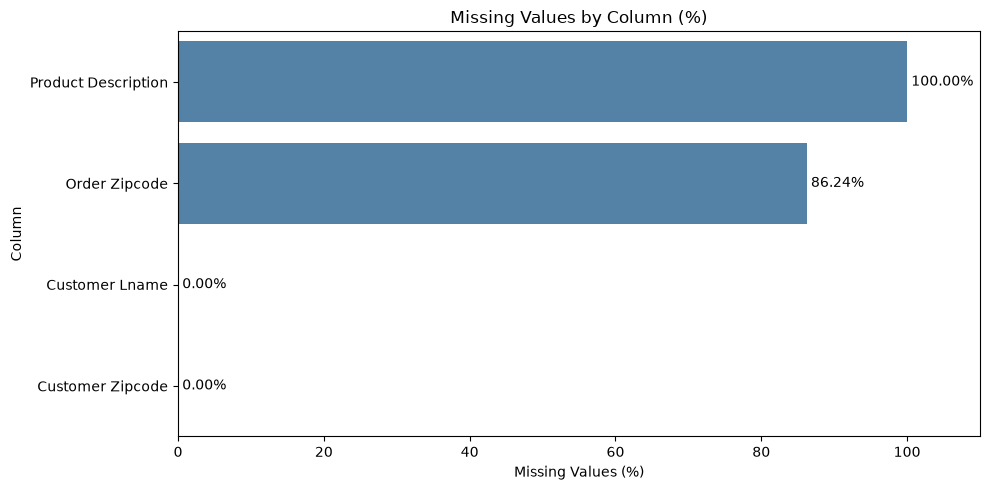 Missing Values by Column (%)
Product Description
100.00%
Order Zipcode
86.24%
Customer Lname
0.00%
Customer Zipcode
0.00%
Column
0 20 40 60 80 100
Missing Values (%)